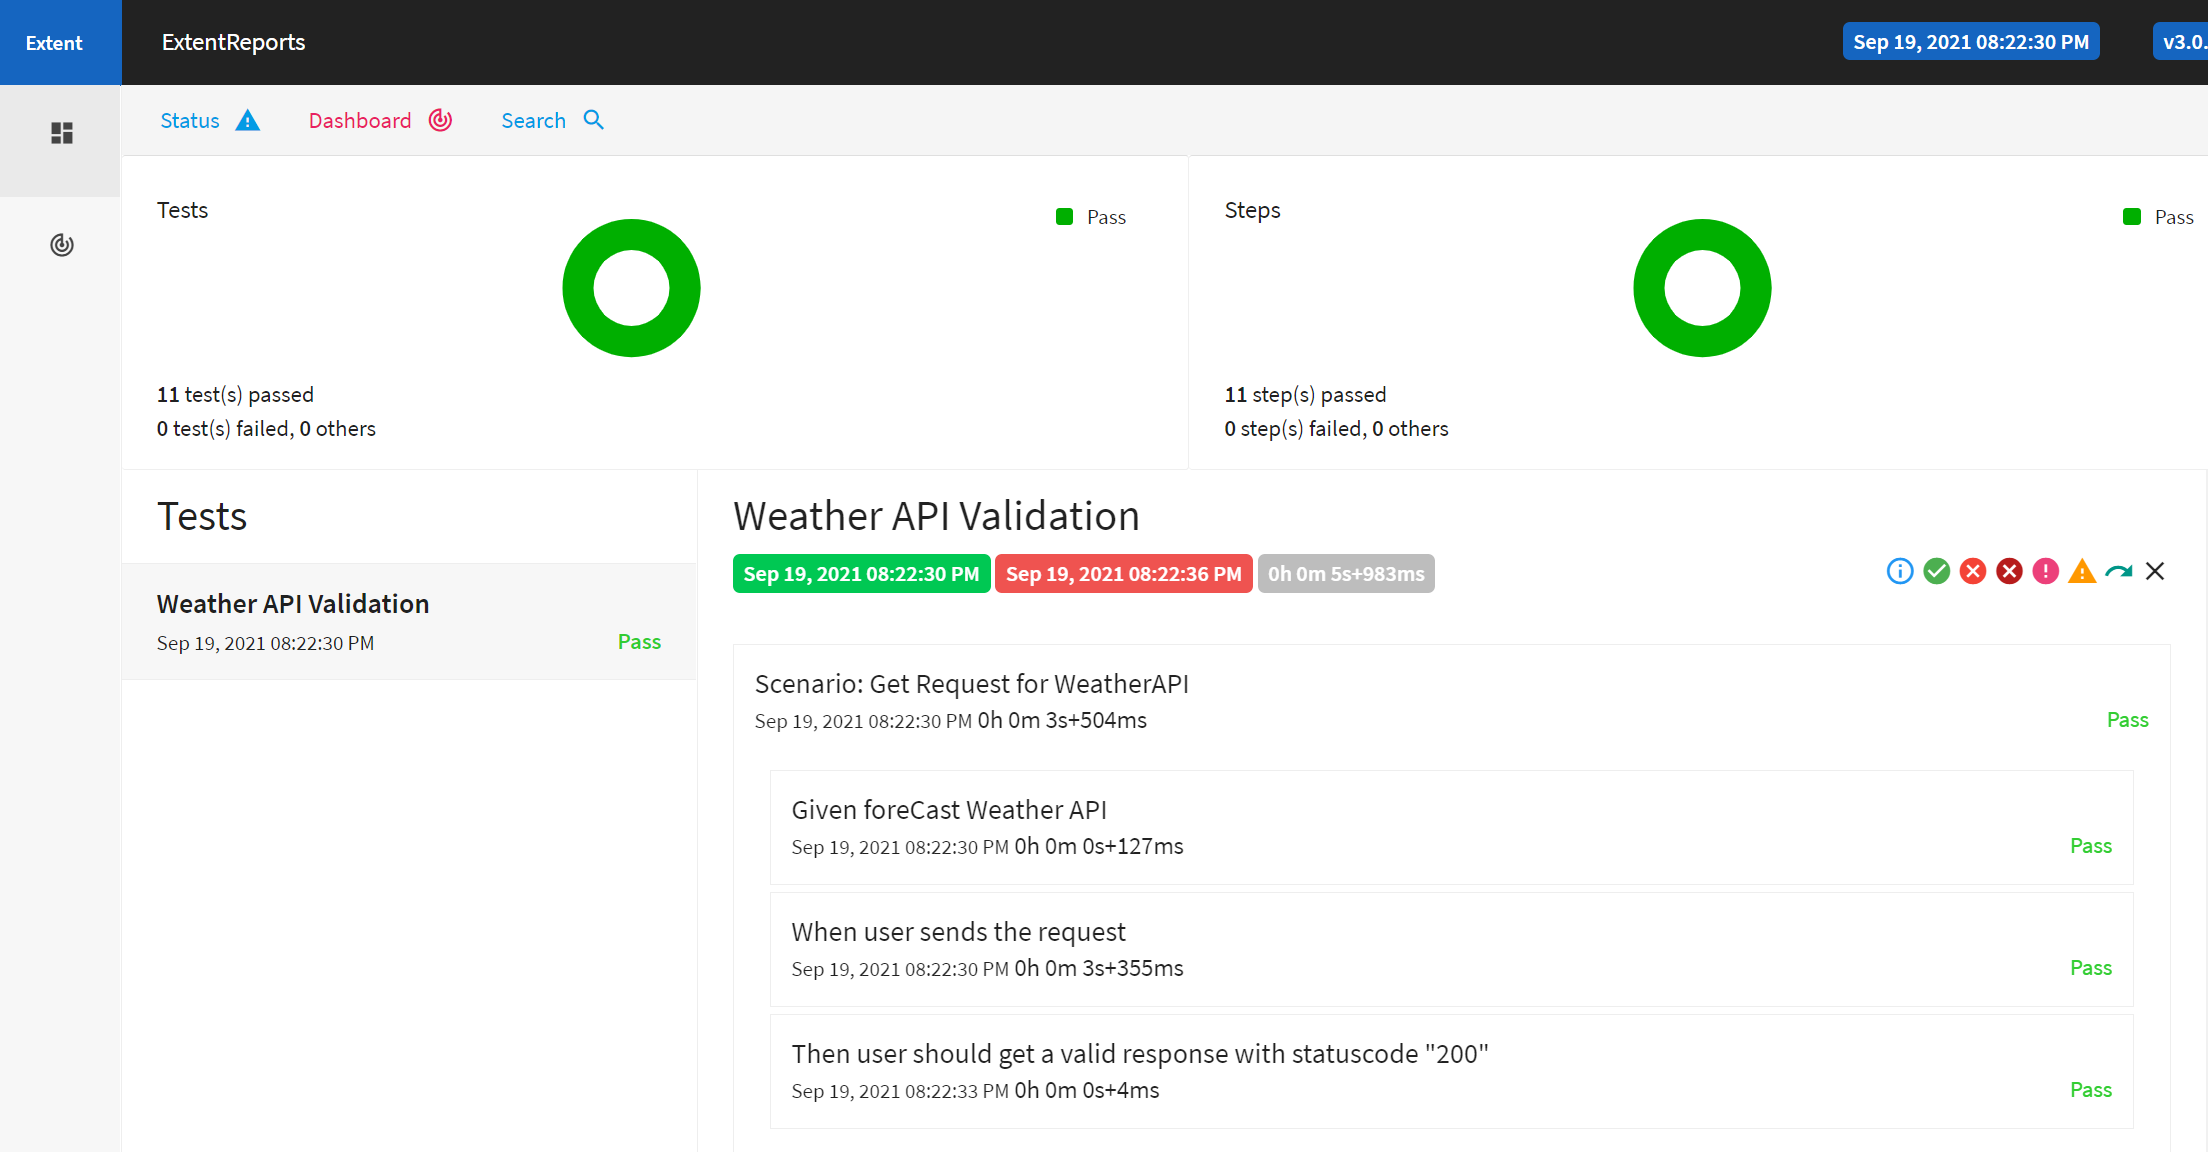 Extent
ExtentReports
Sep 19, 2021 08:22:30 PM
v3.0.
Status
Dashboard
Search
Tests
Pass
11 test(s) passed
0 test(s) failed, 0 others
Steps
Pass
11 step(s) passed
0 step(s) failed, 0 others
Tests
Weather API Validation
Sep 19, 2021 08:22:30 PM
Pass
Weather API Validation
Sep 19, 2021 08:22:30 PM Sep 19, 2021 08:22:36 PM 0h 0m 5s+983ms
Scenario: Get Request for WeatherAPI
Sep 19, 2021 08:22:30 PM 0h 0m 3s+504ms
Pass
Given foreCast Weather API
Sep 19, 2021 08:22:30 PM 0h 0m 0s+127ms
Pass
When user sends the request
Sep 19, 2021 08:22:30 PM 0h 0m 3s+355ms
Pass
Then user should get a valid response with statuscode "200"
Sep 19, 2021 08:22:33 PM 0h 0m 0s+4ms
Pass